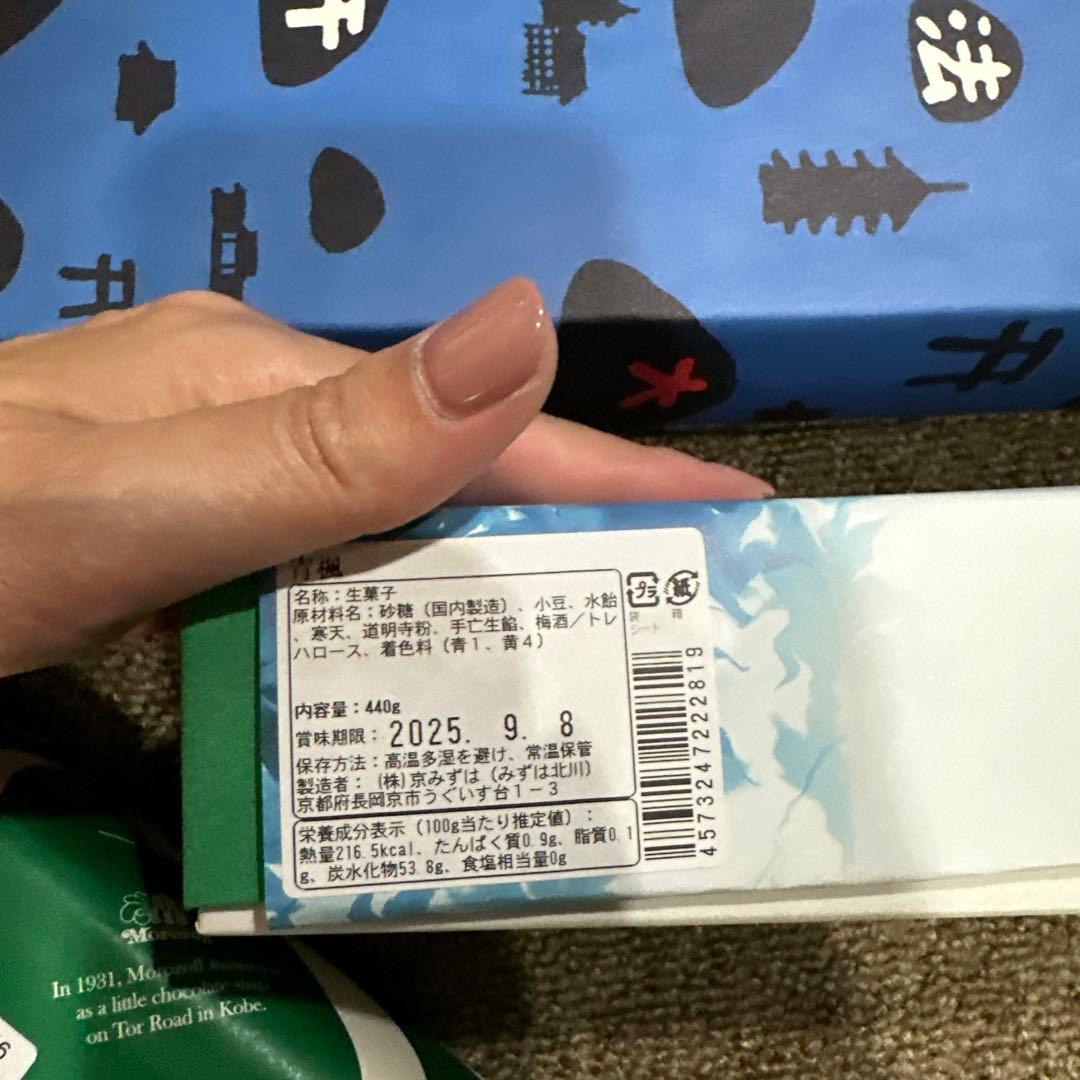 法
大
青楓
名称：生菓子
原材料名：砂糖（国内製造）、小豆、水飴
、寒天、道明寺粉、手亡生餡、梅酒／トレ
ハロース、着色料（青１、黄４）
内容量：440g
賞味期限：2025. 9. 8
保存方法：高温多湿を避け、常温保管
製造者：（株）京みずは（みずは北川）
京都府長岡京市うぐいす台１－３
栄養成分表示（100g当たり推定値）：
熱量216.5kcal、たんぱく質0.9g、脂質0.1
g、炭水化物53.8g、食塩相当量0g
プラ
紙
袋
シート
箱
4573247222819
In 1931, Morozoff
as a little chocolate
on Tor Road in Kobe.